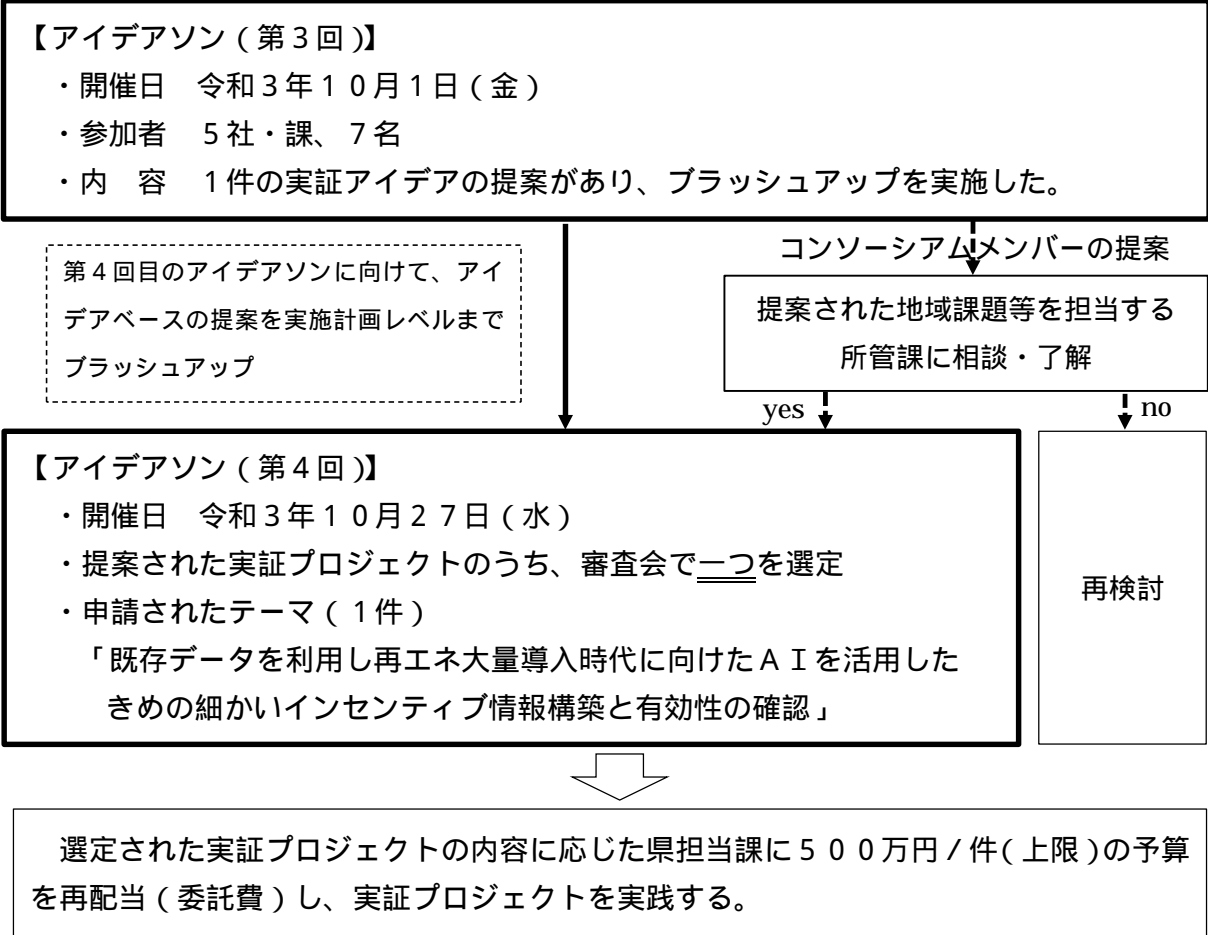 【アイデアソン(第3回)】
・開催日 令和3年10月1日(金)
・参加者 5社・課、7名
・内 容 1件の実証アイデアの提案があり、ブラッシュアップを実施した。
コンソーシアムメンバーの提案
第4回目のアイデアソンに向けて、アイ
デアベースの提案を実施計画レベルまで
ブラッシュアップ
提案された地域課題等を担当する
所管課に相談・了解
yes
no
【アイデアソン(第4回)】
・開催日 令和3年10月27日(水)
・提案された実証プロジェクトのうち、審査会で一つを選定
・申請されたテーマ(1件)
「既存データを利用し再エネ大量導入時代に向けたAIを活用した
きめの細かいインセンティブ情報構築と有効性の確認」
再検討
選定された実証プロジェクトの内容に応じた県担当課に500万円/件(上限)の予算
を再配当(委託費)し、実証プロジェクトを実践する。